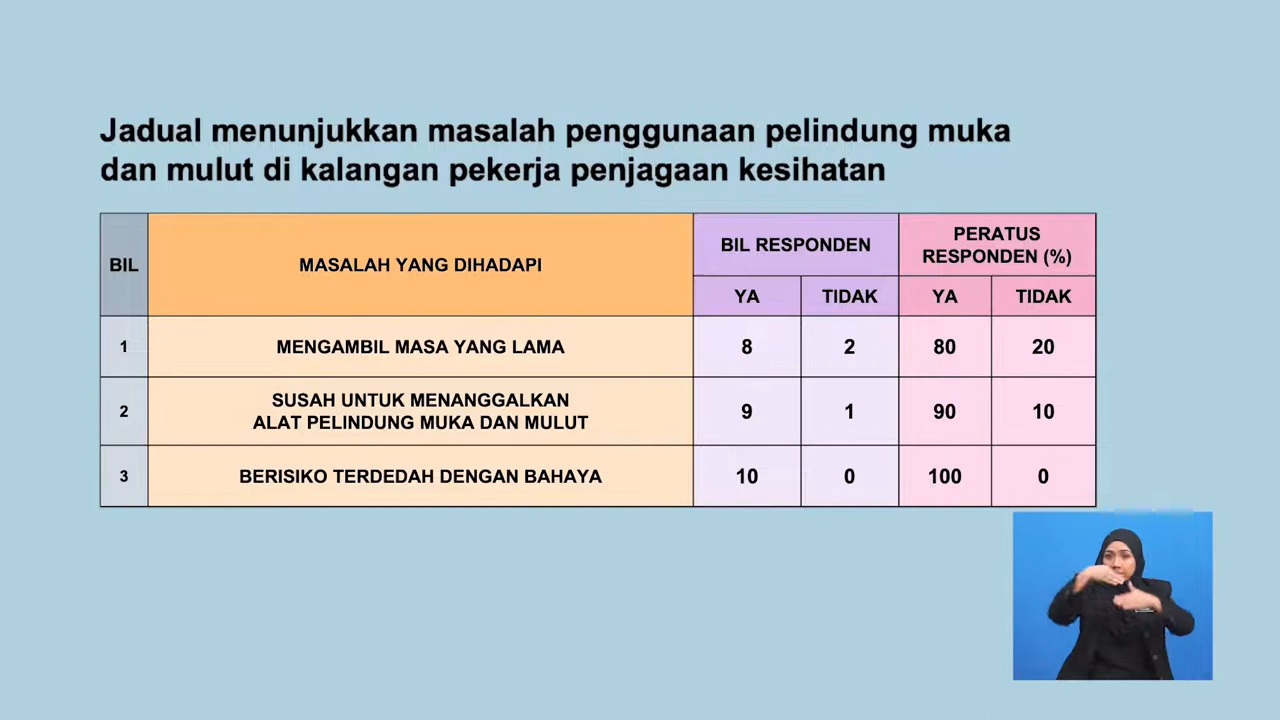 Jadual menunjukkan masalah penggunaan pelindung muka
dan mulut di kalangan pekerja penjagaan kesihatan
BIL
MASALAH YANG DIHADAPI
BIL RESPONDEN
PERATUS
RESPONDEN (%)
YA
TIDAK
YA
TIDAK
1
MENGAMBIL MASA YANG LAMA
8
2
80
20
2
SUSAH UNTUK MENANGGALKAN
ALAT PELINDUNG MUKA DAN MULUT
9
1
90
10
3
BERISIKO TERDEDAH DENGAN BAHAYA
10
0
100
0